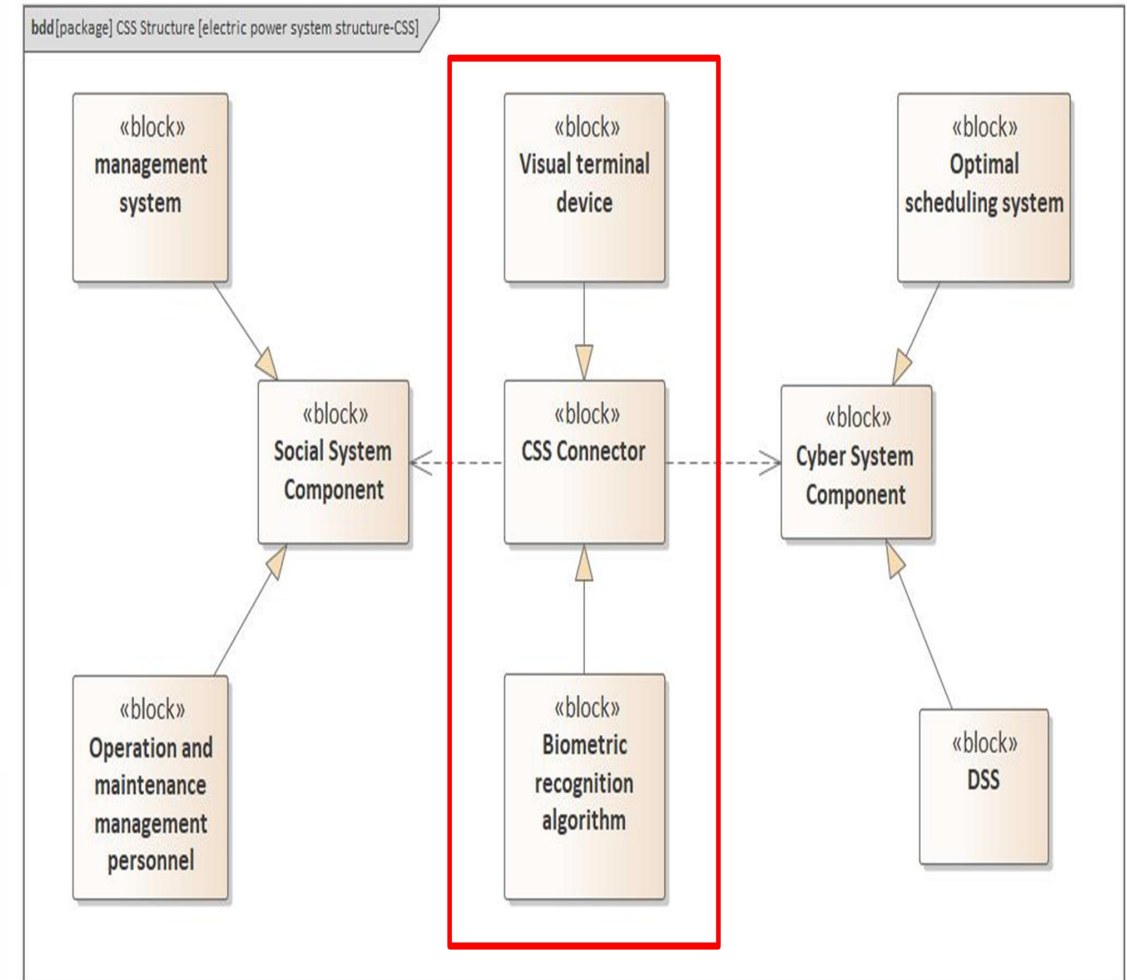 bdd [package] CSS Structure [electric power system structure-CSS]
«block»
management
system
«block»
Visual terminal
device
«block»
Optimal
scheduling system
«block»
Social System
Component
«block»
CSS Connector
«block»
Cyber System
Component
«block»
Operation and
maintenance
management
personnel
«block»
Biometric
recognition
algorithm
«block»
DSS